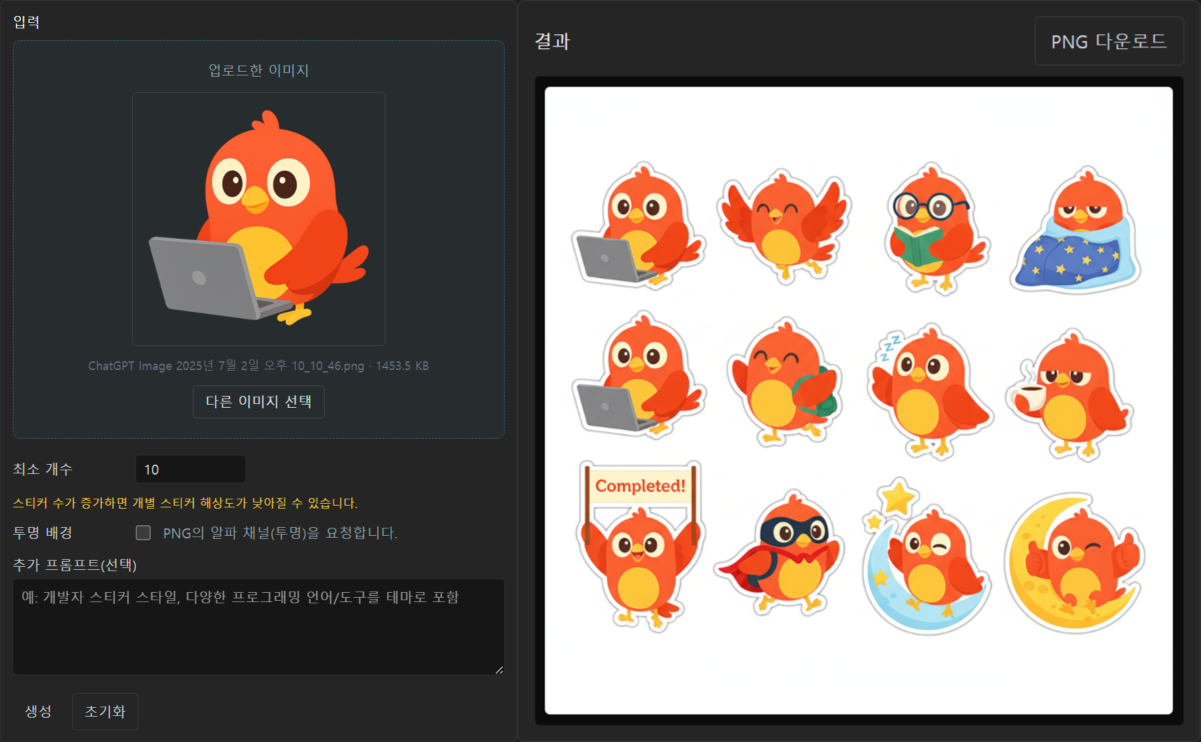 입력
업로드한 이미지
ChatGPT Image 2025년 7월 2일 오후 10_10_46.png · 1453.5 KB
다른 이미지 선택
최소 개수
10
스티커 수가 증가하면 개별 스티커 해상도가 낮아질 수 있습니다.
투명 배경
PNG의 알파 채널(투명)을 요청합니다.
추가 프롬프트(선택)
예: 개발자 스티커 스타일, 다양한 프로그래밍 언어/도구를 테마로 포함
생성
초기화
결과
PNG 다운로드
zzz
Completed!